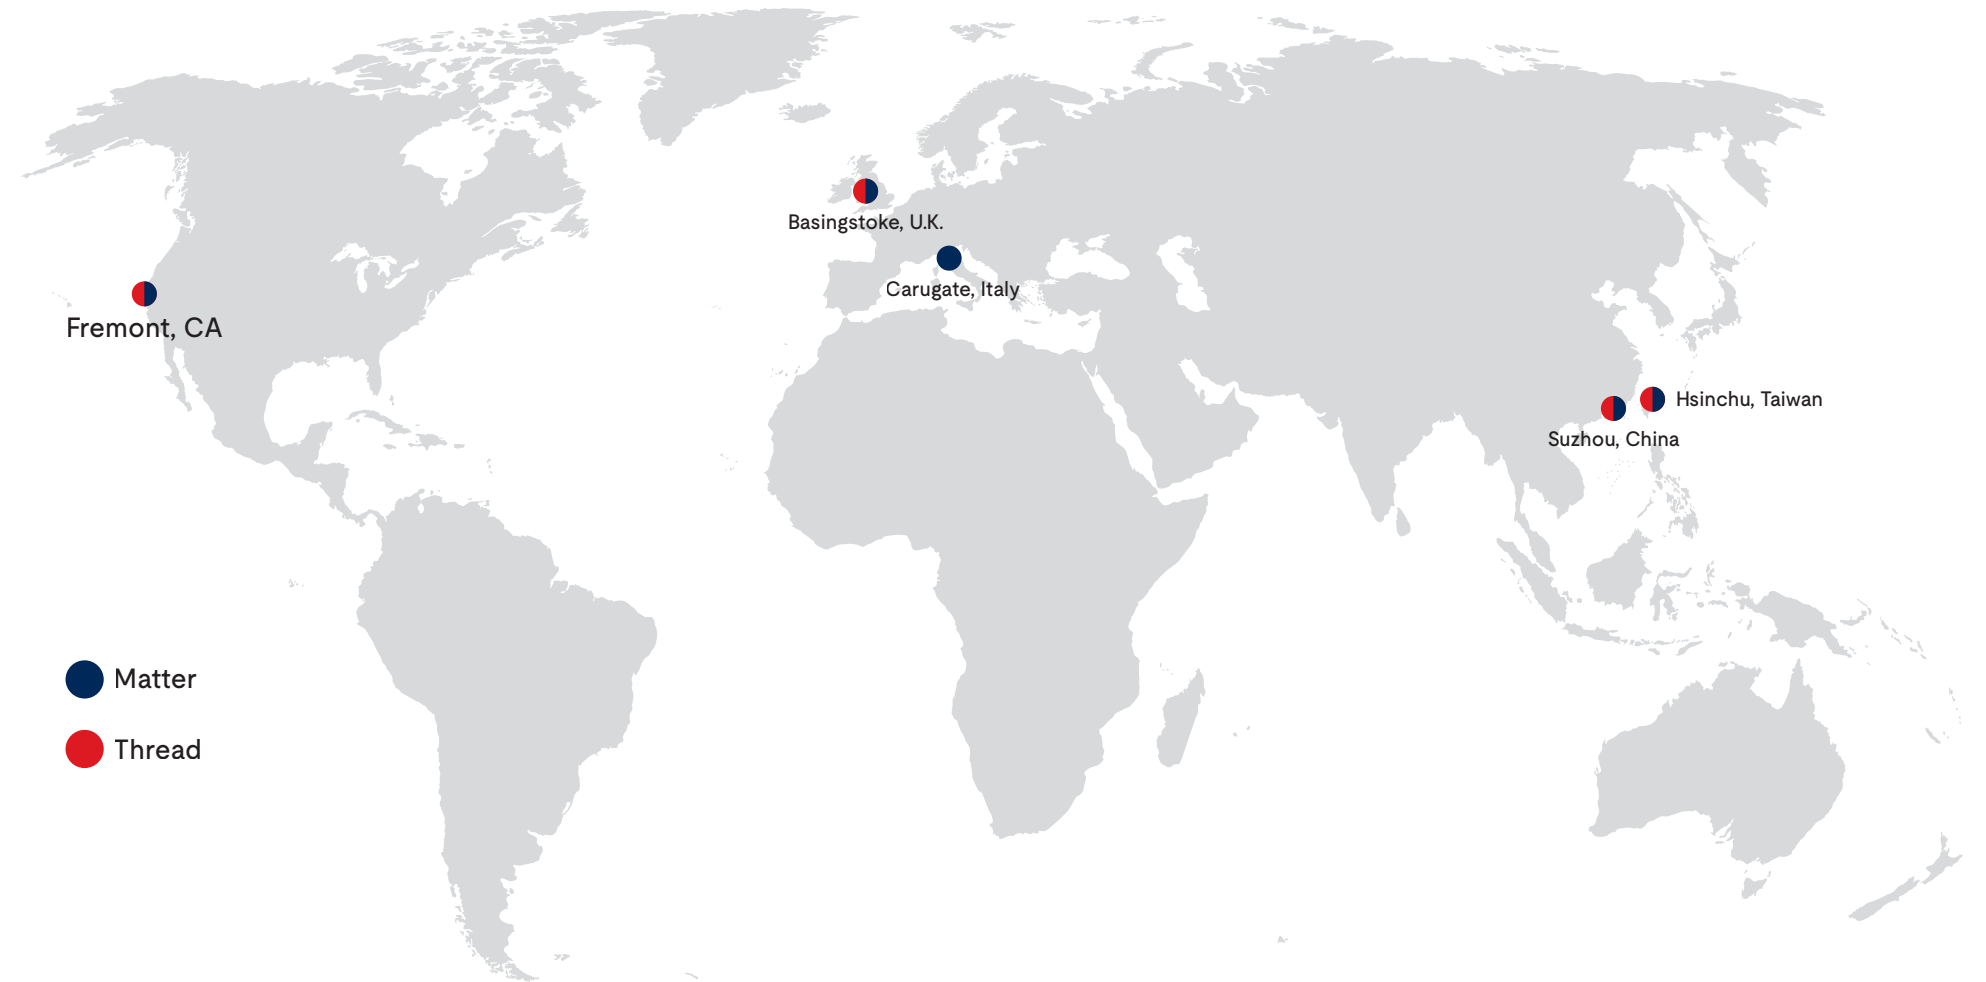 Basingstoke, U.K.
Carugate, Italy
Fremont, CA
Hsinchu, Taiwan
Suzhou, China
Matter
Thread